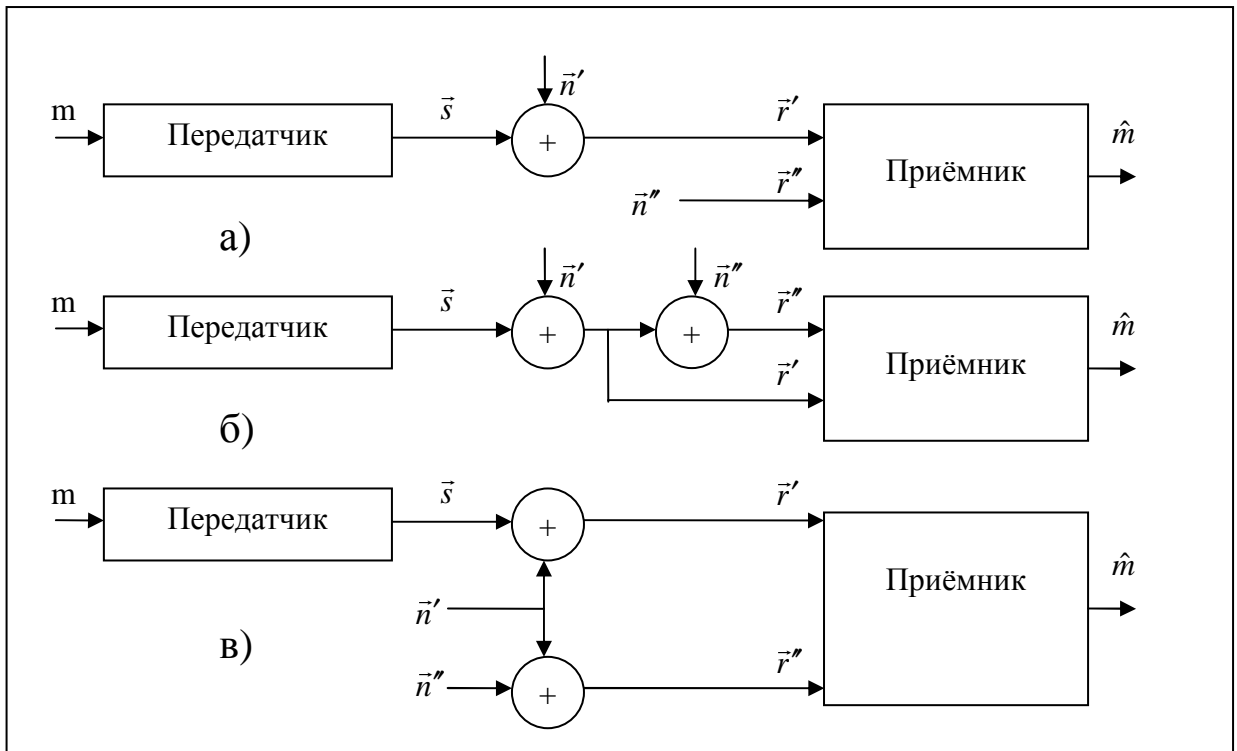 n⃗′
m Передатчик s⃗ + r⃗′ Приёмник m̂
n⃗″ r⃗″
а)
n⃗′ n⃗″
m Передатчик s⃗ + + r⃗″ Приёмник m̂
r⃗′
б)
m Передатчик s⃗ + r⃗′ Приёмник m̂
n⃗′
в)
n⃗″ + r⃗″